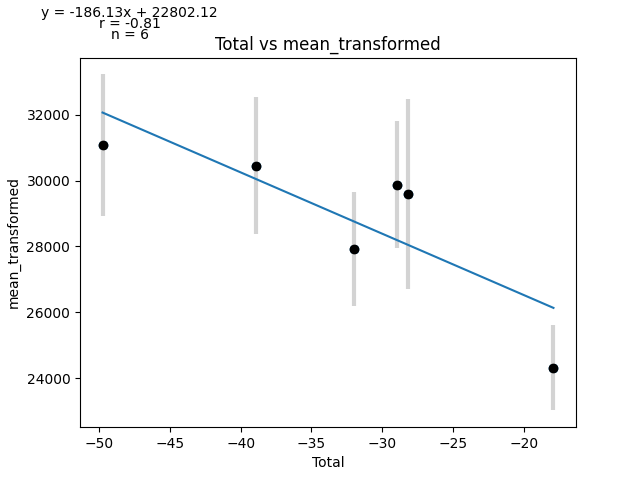 y = -186.13x + 22802.12
r = -0.81
n = 6
Total vs mean_transformed
mean_transformed
32000
30000
28000
26000
24000
−50
−45
−40
−35
−30
−25
−20
Total